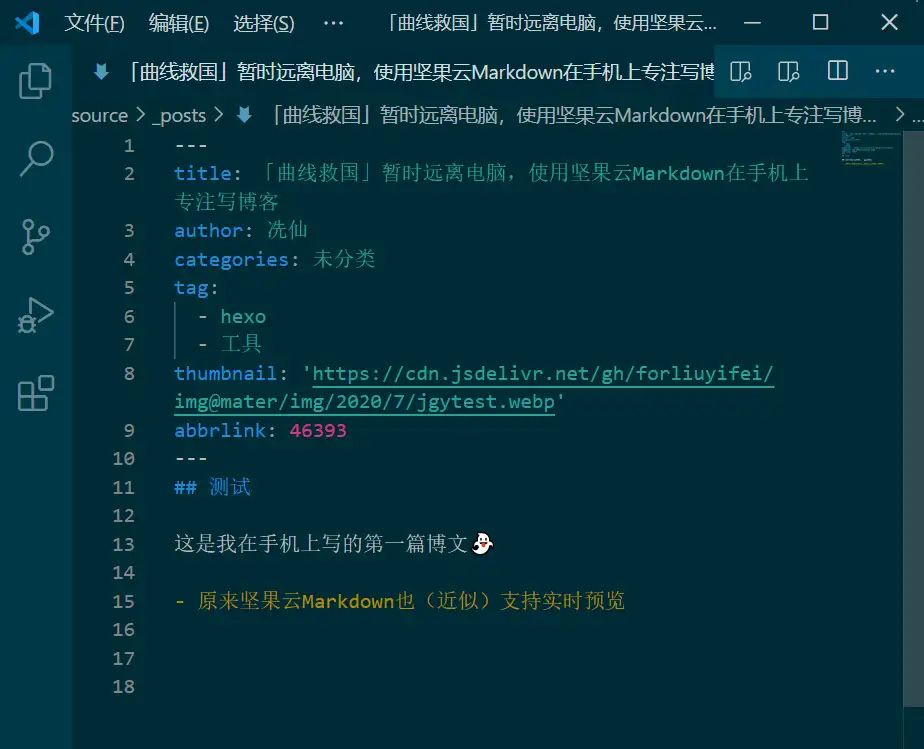 文件(F) 编辑(E) 选择(S) ··· 「曲线救国」暂时远离电脑，使用坚果云...
「曲线救国」暂时远离电脑，使用坚果云Markdown在手机上专注写博
source > _posts > 「曲线救国」暂时远离电脑，使用坚果云Markdown在手机上专注写博... > ...
1 ---
2 title: 「曲线救国」暂时远离电脑，使用坚果云Markdown在手机上
专注写博客
3 author: 冼仙
4 categories: 未分类
5 tag:
6 - hexo
7 - 工具
8 thumbnail: 'https://cdn.jsdelivr.net/gh/forliuyifei/
img@mater/img/2020/7/jgytest.webp'
9 abbrlink: 46393
10 ---
11 ## 测试
12
13 这是我在手机上写的第一篇博文👻
14
15 - 原来坚果云Markdown也（近似）支持实时预览
16
17
18